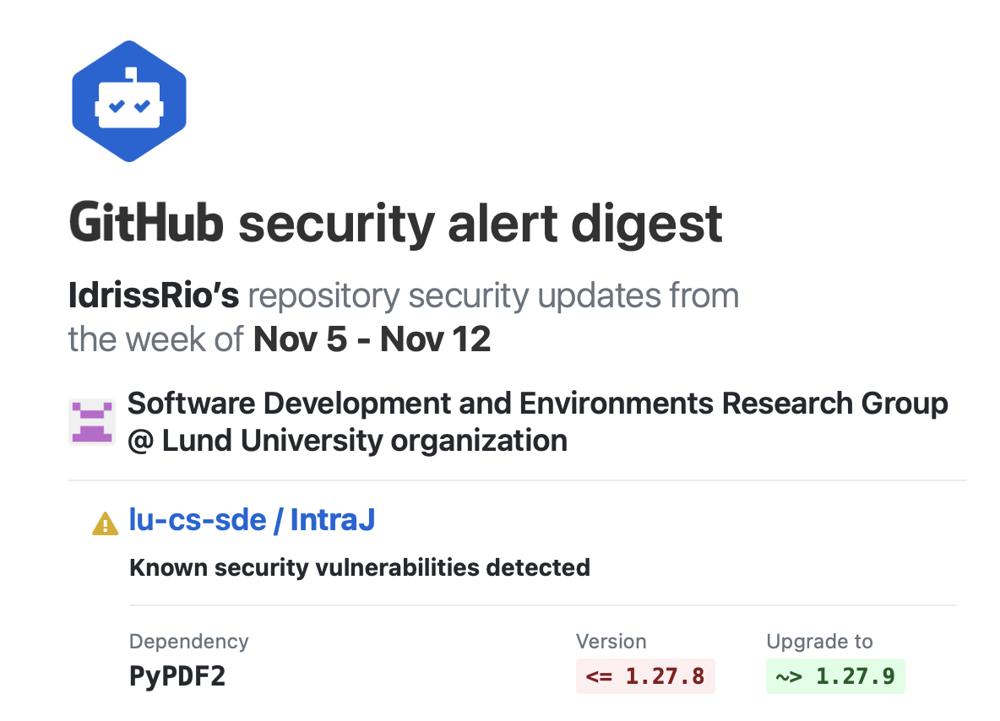 GitHub security alert digest
IdrissRio’s repository security updates from
the week of Nov 5 - Nov 12
Software Development and Environments Research Group
@ Lund University organization
lu-cs-sde / IntraJ
Known security vulnerabilities detected
Dependency Version Upgrade to
PyPDF2 <= 1.27.8 ~> 1.27.9